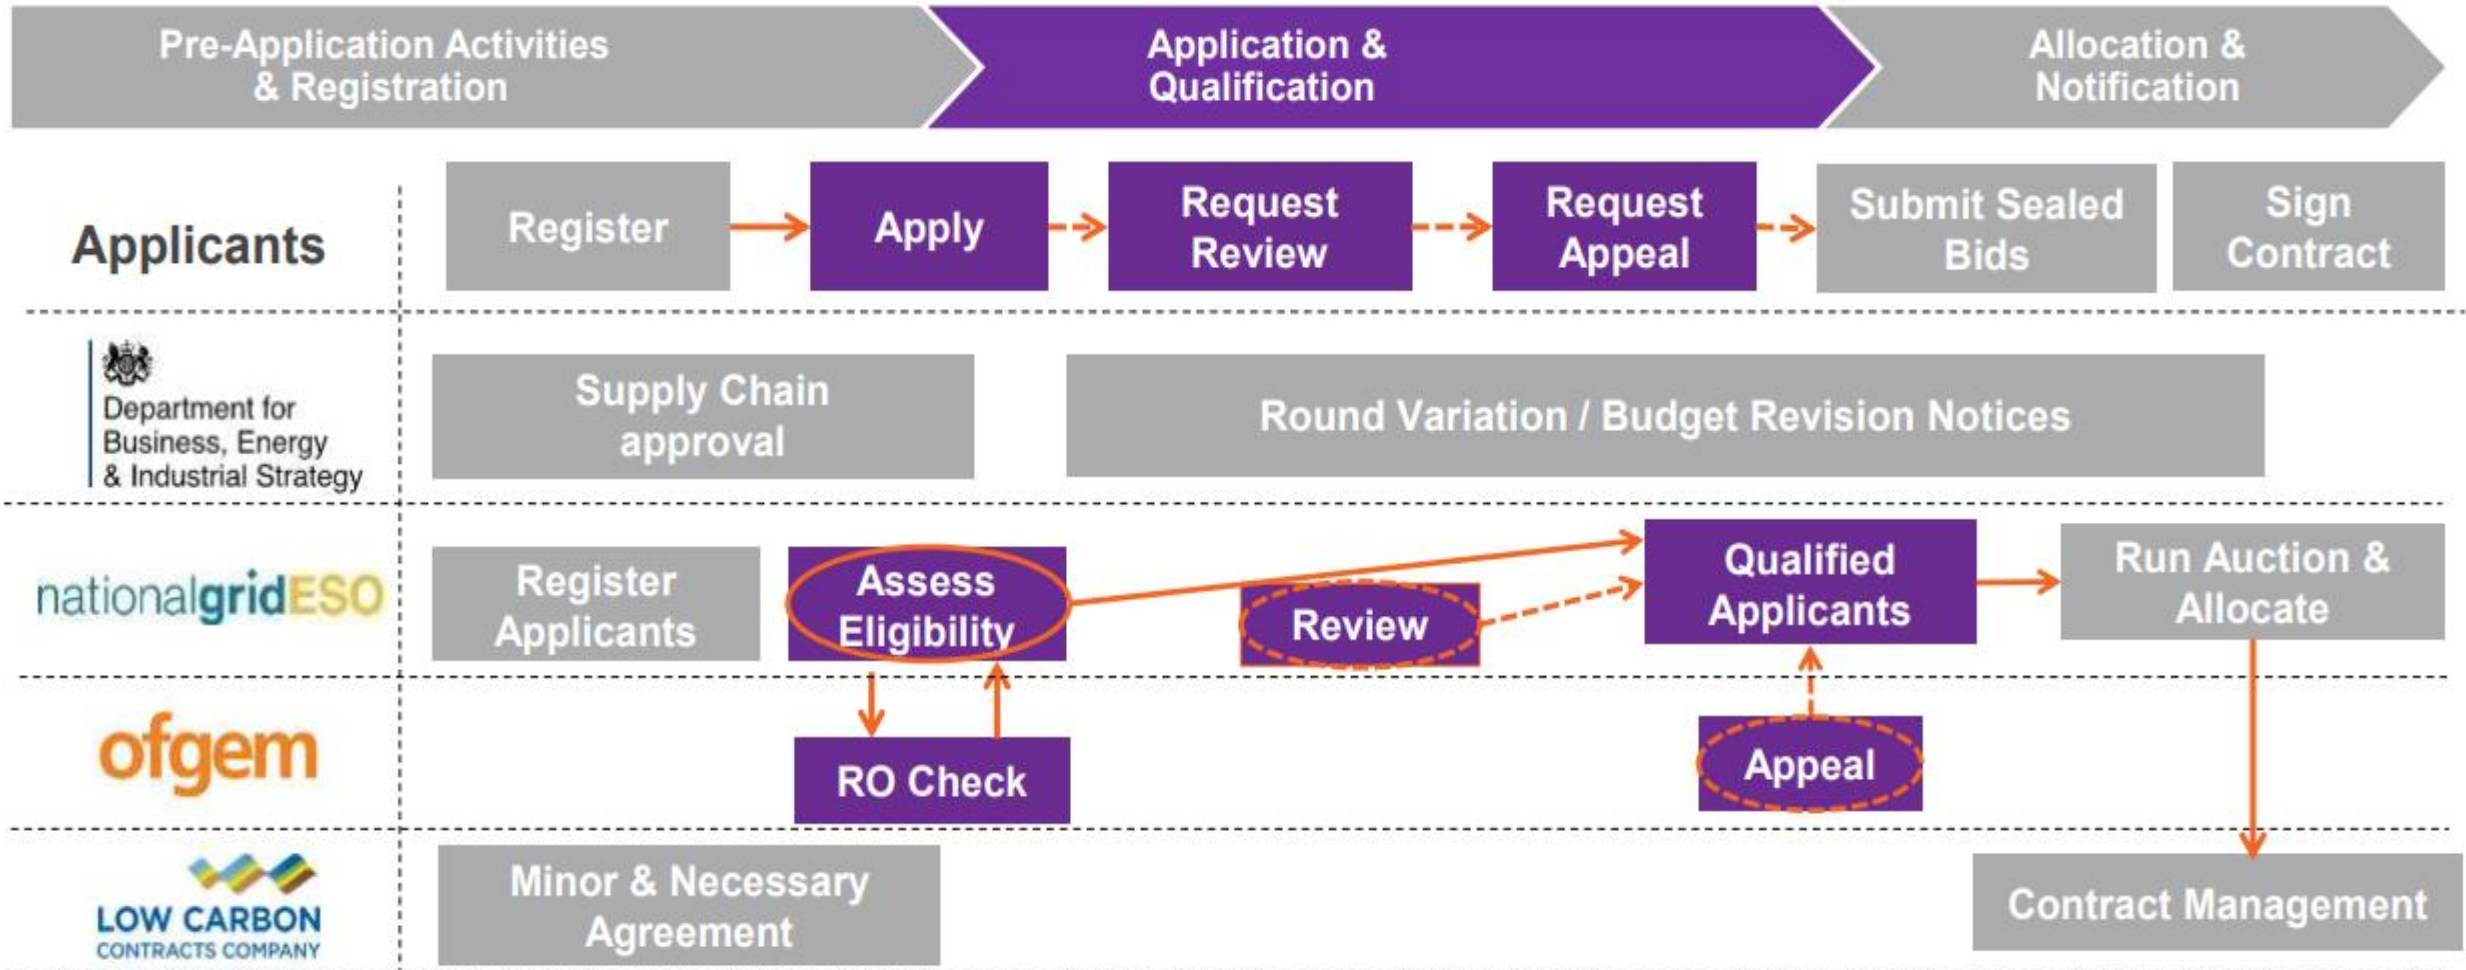 Pre-Application Activities
& Registration
Application &
Qualification
Allocation &
Notification
Applicants
Register
Apply
Request
Review
Request
Appeal
Submit Sealed
Bids
Sign
Contract
Department for
Business, Energy
& Industrial Strategy
Supply Chain
approval
Round Variation / Budget Revision Notices
nationalgridESO
Register
Applicants
Assess
Eligibility
Review
Qualified
Applicants
Run Auction &
Allocate
ofgem
RO Check
Appeal
LOW CARBON
CONTRACTS COMPANY
Minor & Necessary
Agreement
Contract Management